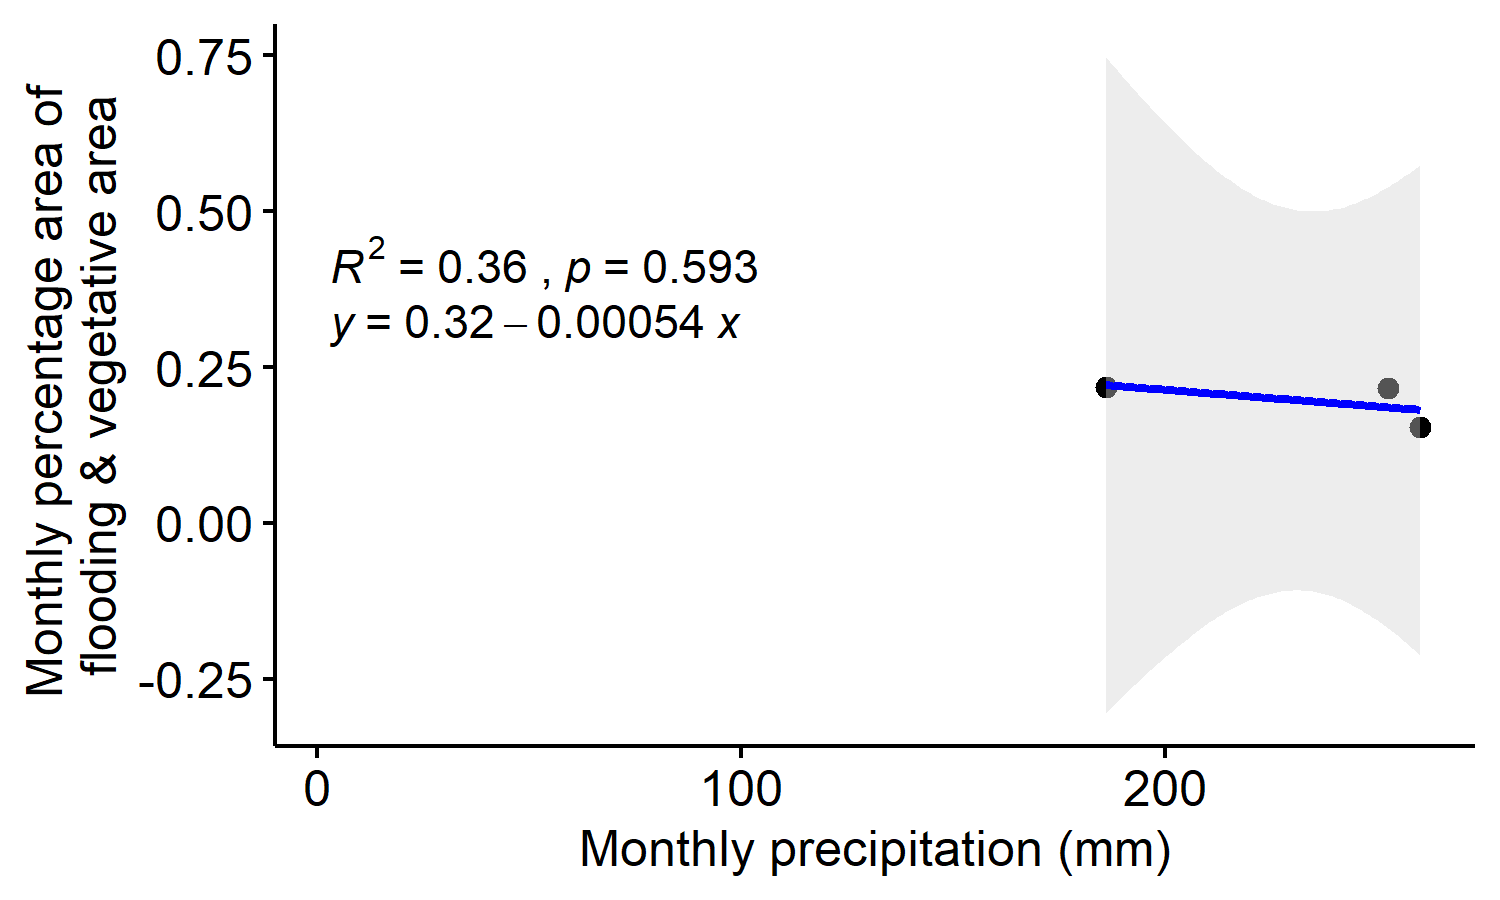 Monthly percentage area of
flooding & vegetative area
0.75
0.50
0.25
0.00
-0.25
R² = 0.36 , p = 0.593
y = 0.32 – 0.00054 x
0 100 200
Monthly precipitation (mm)